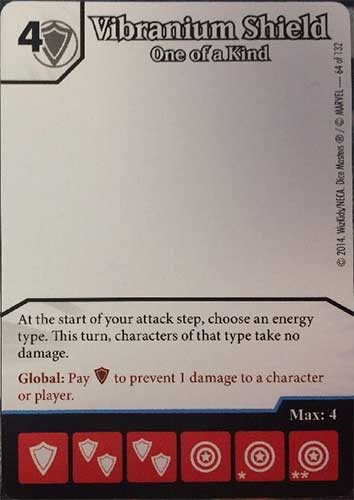 4
Vibranium Shield
One of a Kind
© 2014. WizKids/NECA. Dice Masters ® / © MARVEL — 64 of 132
At the start of your attack step, choose an energy
type. This turn, characters of that type take no
damage.
Global: Pay to prevent 1 damage to a character
or player.
Max: 4
*
**